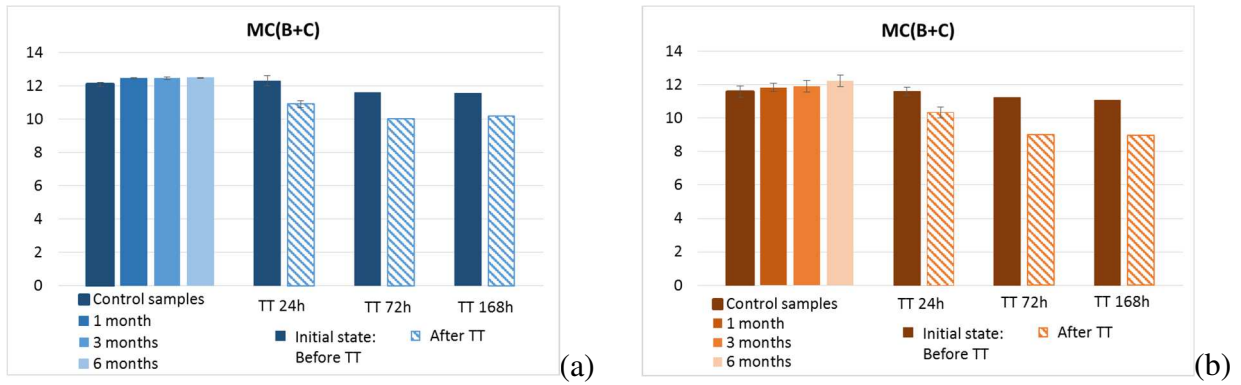 MC(B+C)
14
12
10
8
6
4
2
0
Control samples
1 month
3 months
6 months
TT 24h
TT 72h
TT 168h
Initial state:
Before TT
After TT
(a)
MC(B+C)
14
12
10
8
6
4
2
0
Control samples
1 month
3 months
6 months
TT 24h
TT 72h
TT 168h
Initial state:
Before TT
After TT
(b)